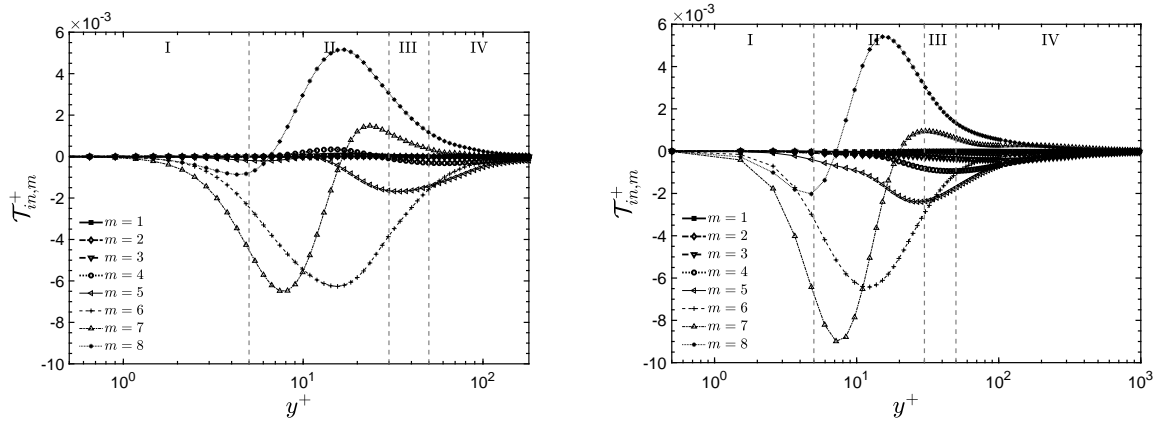 ×10⁻³
6
4
2
0
-2
-4
-6
-8
-10
𝒯⁺in,m
I
II
III
IV
m = 1
m = 2
m = 3
m = 4
m = 5
m = 6
m = 7
m = 8
10⁰
10¹
10²
y⁺
×10⁻³
6
4
2
0
-2
-4
-6
-8
-10
𝒯⁺in,m
I
II
III
IV
m = 1
m = 2
m = 3
m = 4
m = 5
m = 6
m = 7
m = 8
10⁰
10¹
10²
10³
y⁺